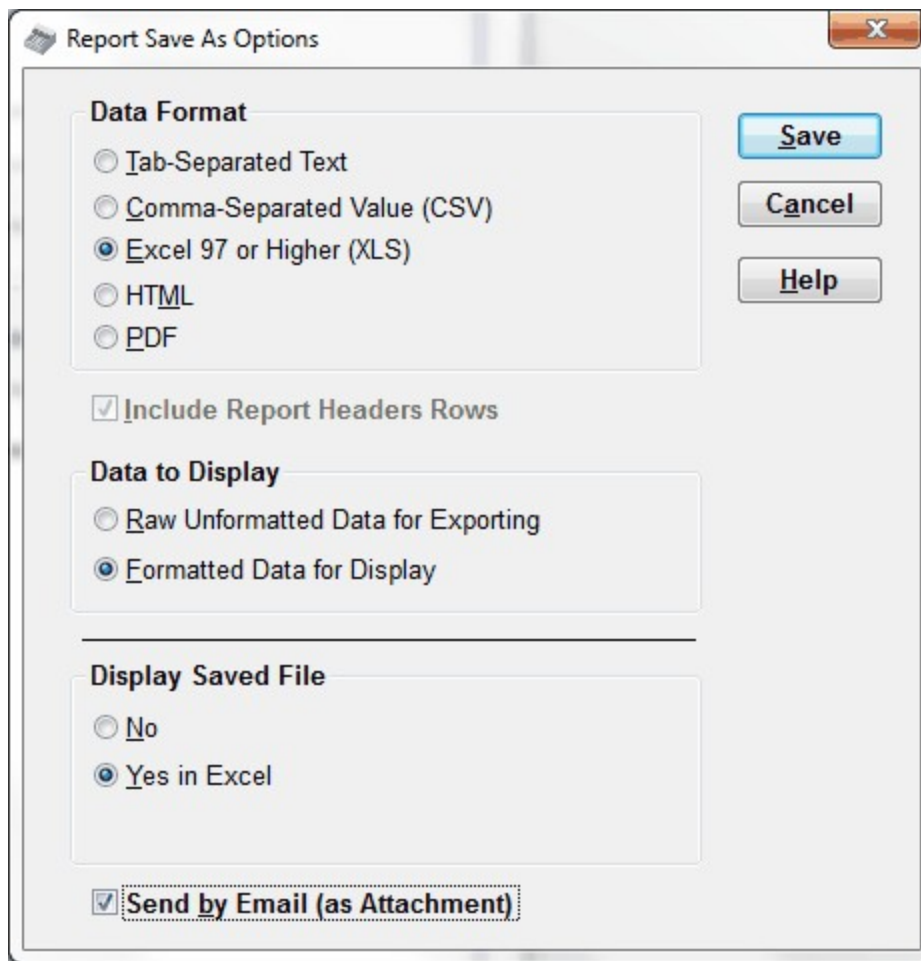 Report Save As Options
Data Format
Tab-Separated Text
Comma-Separated Value (CSV)
Excel 97 or Higher (XLS)
HTML
PDF
Save
Cancel
Help
Include Report Headers Rows
Data to Display
Raw Unformatted Data for Exporting
Formatted Data for Display
Display Saved File
No
Yes in Excel
Send by Email (as Attachment)